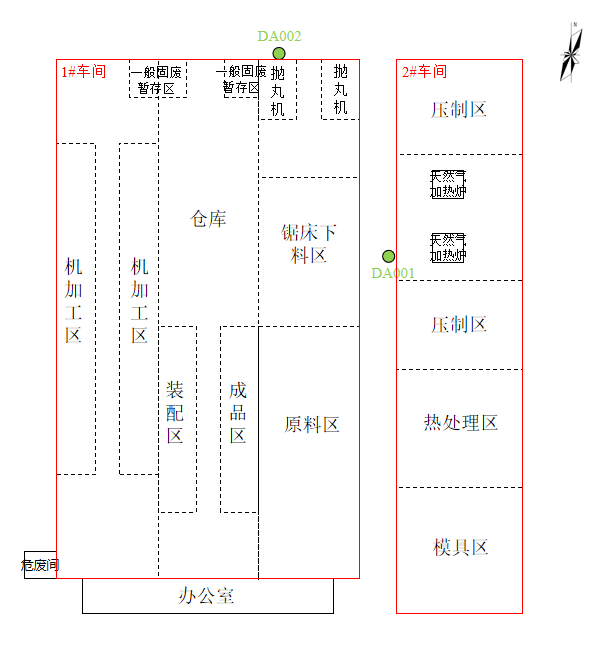 N
DA002
1#车间
一般固废
暂存区
一般固废
暂存区
抛
丸
机
抛
丸
机
2#车间
压制区
天然气
加热炉
仓库
锯床下
料区
天然气
加热炉
DA001
机
加
工
区
机
加
工
区
压制区
装
配
区
成
品
区
原料区
热处理区
模具区
危废间
办公室